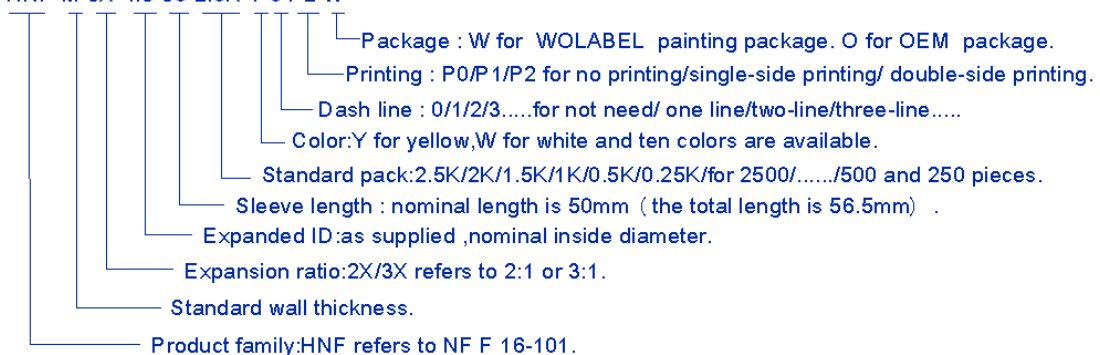 Package : W for WOLABEL painting package. O for OEM package.
Printing : P0/P1/P2 for no printing/single-side printing/ double-side printing.
Dash line : 0/1/2/3.....for not need/ one line/two-line/three-line.....
Color:Y for yellow,W for white and ten colors are available.
Standard pack:2.5K/2K/1.5K/1K/0.5K/0.25K/for 2500/....../500 and 250 pieces.
Sleeve length : nominal length is 50mm（the total length is 56.5mm）.
Expanded ID:as supplied ,nominal inside diameter.
Expansion ratio:2X/3X refers to 2:1 or 3:1.
Standard wall thickness.
Product family:HNF refers to NF F 16-101.